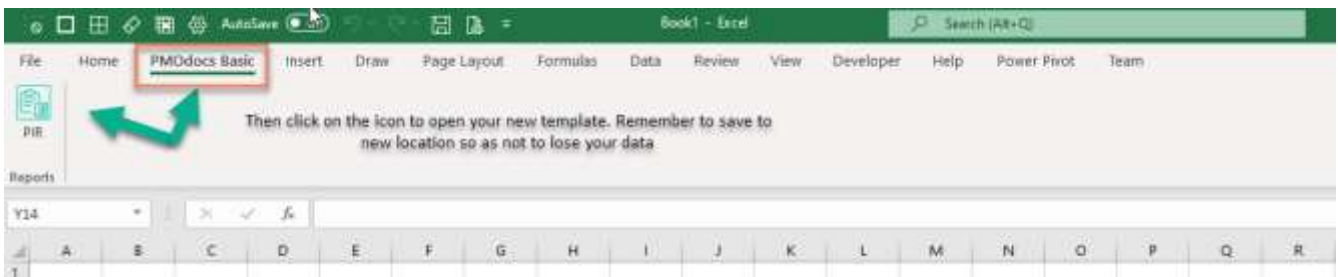 AutoSave Off Book1 - Excel Search (Alt+Q)
File Home PMOdocs Basic Insert Draw Page Layout Formulas Data Review View Developer Help Power Pivot Team
PIR
Then click on the icon to open your new template. Remember to save to
new location so as not to lose your data
Reports
Y14 fx
A B C D E F G H I J K L M N O P Q R
1